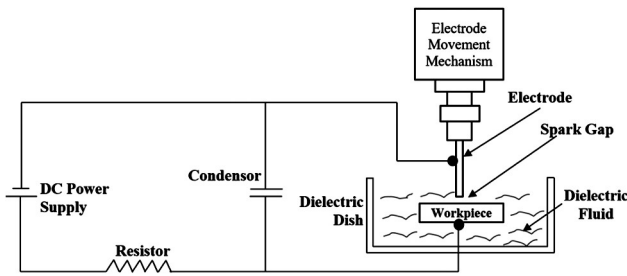 Electrode
Movement
Mechanism
Electrode
Spark Gap
Condensor
DC Power
Supply
Dielectric
Dish
Workpiece
Dielectric
Fluid
Resistor